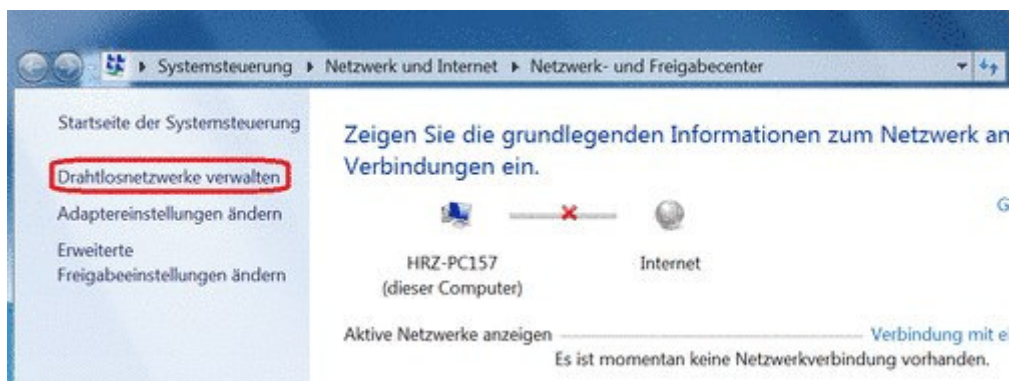 Systemsteuerung ▸ Netzwerk und Internet ▸ Netzwerk- und Freigabecenter
Startseite der Systemsteuerung
Drahtlosnetzwerke verwalten
Adaptereinstellungen ändern
Erweiterte
Freigabeeinstellungen ändern
Zeigen Sie die grundlegenden Informationen zum Netzwerk an
Verbindungen ein.
G
HRZ-PC157
(dieser Computer)
Internet
Aktive Netzwerke anzeigen
Verbindung mit e
Es ist momentan keine Netzwerkverbindung vorhanden.